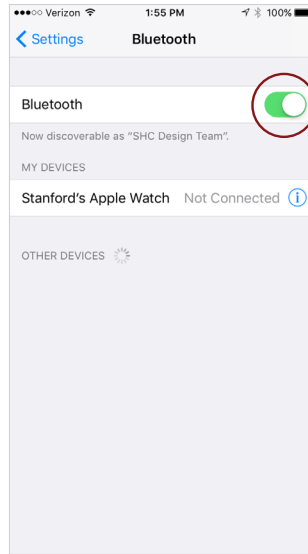 Verizon 1:55 PM 100%
Settings Bluetooth
Bluetooth
Now discoverable as “SHC Design Team”.
MY DEVICES
Stanford’s Apple Watch Not Connected i
OTHER DEVICES